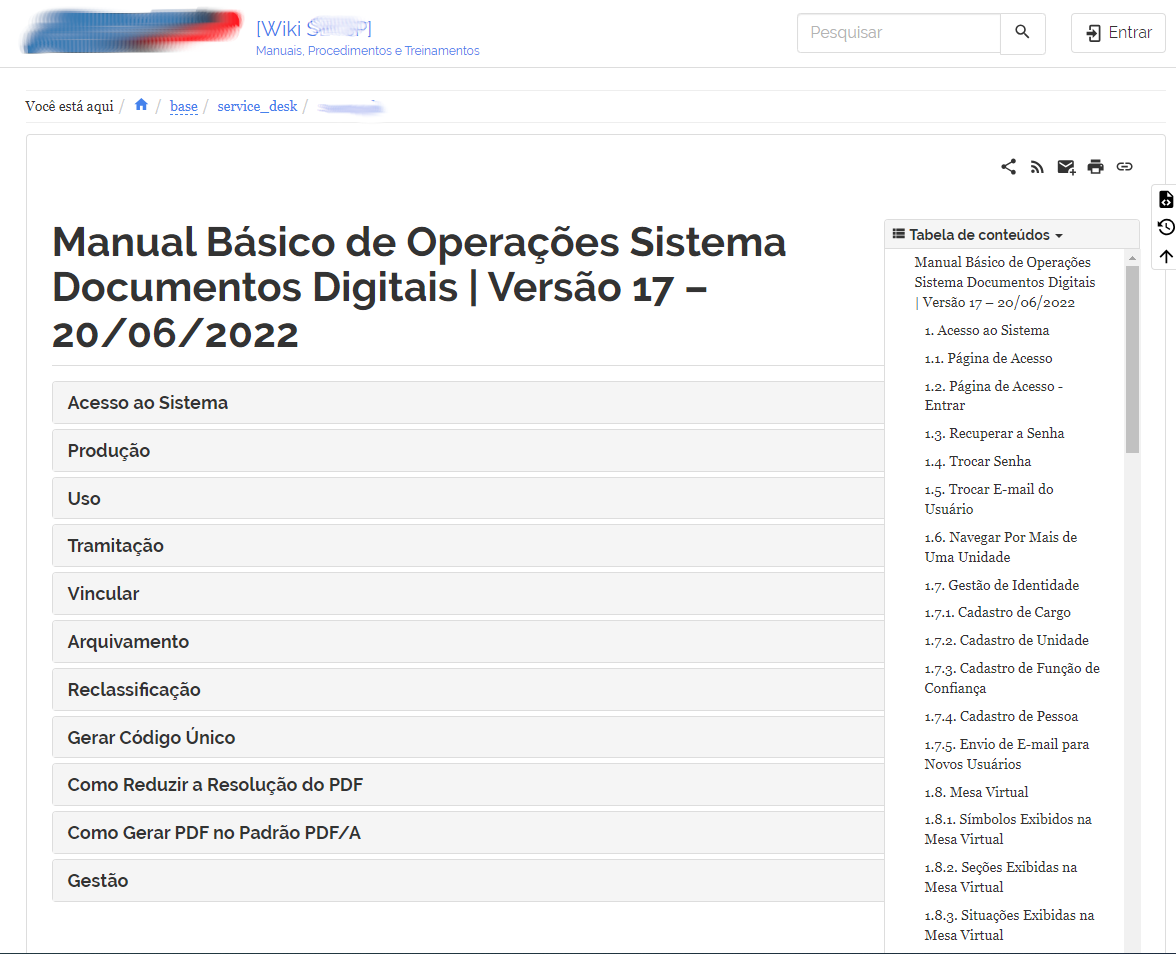 [Wiki
Manuais, Procedimentos e Treinamentos
Pesquisar
Entrar
Você está aqui / / base / service_desk /
Manual Básico de Operações Sistema
Documentos Digitais | Versão 17 –
20/06/2022
Acesso ao Sistema
Produção
Uso
Tramitação
Vincular
Arquivamento
Reclassificação
Gerar Código Único
Como Reduzir a Resolução do PDF
Como Gerar PDF no Padrão PDF/A
Gestão
Tabela de conteúdos
Manual Básico de Operações
Sistema Documentos Digitais
| Versão 17 – 20/06/2022
1. Acesso ao Sistema
1.1. Página de Acesso
1.2. Página de Acesso -
Entrar
1.3. Recuperar a Senha
1.4. Trocar Senha
1.5. Trocar E-mail do
Usuário
1.6. Navegar Por Mais de
Uma Unidade
1.7. Gestão de Identidade
1.7.1. Cadastro de Cargo
1.7.2. Cadastro de Unidade
1.7.3. Cadastro de Função de
Confiança
1.7.4. Cadastro de Pessoa
1.7.5. Envio de E-mail para
Novos Usuários
1.8. Mesa Virtual
1.8.1. Símbolos Exibidos na
Mesa Virtual
1.8.2. Seções Exibidas na
Mesa Virtual
1.8.3. Situações Exibidas na
Mesa Virtual